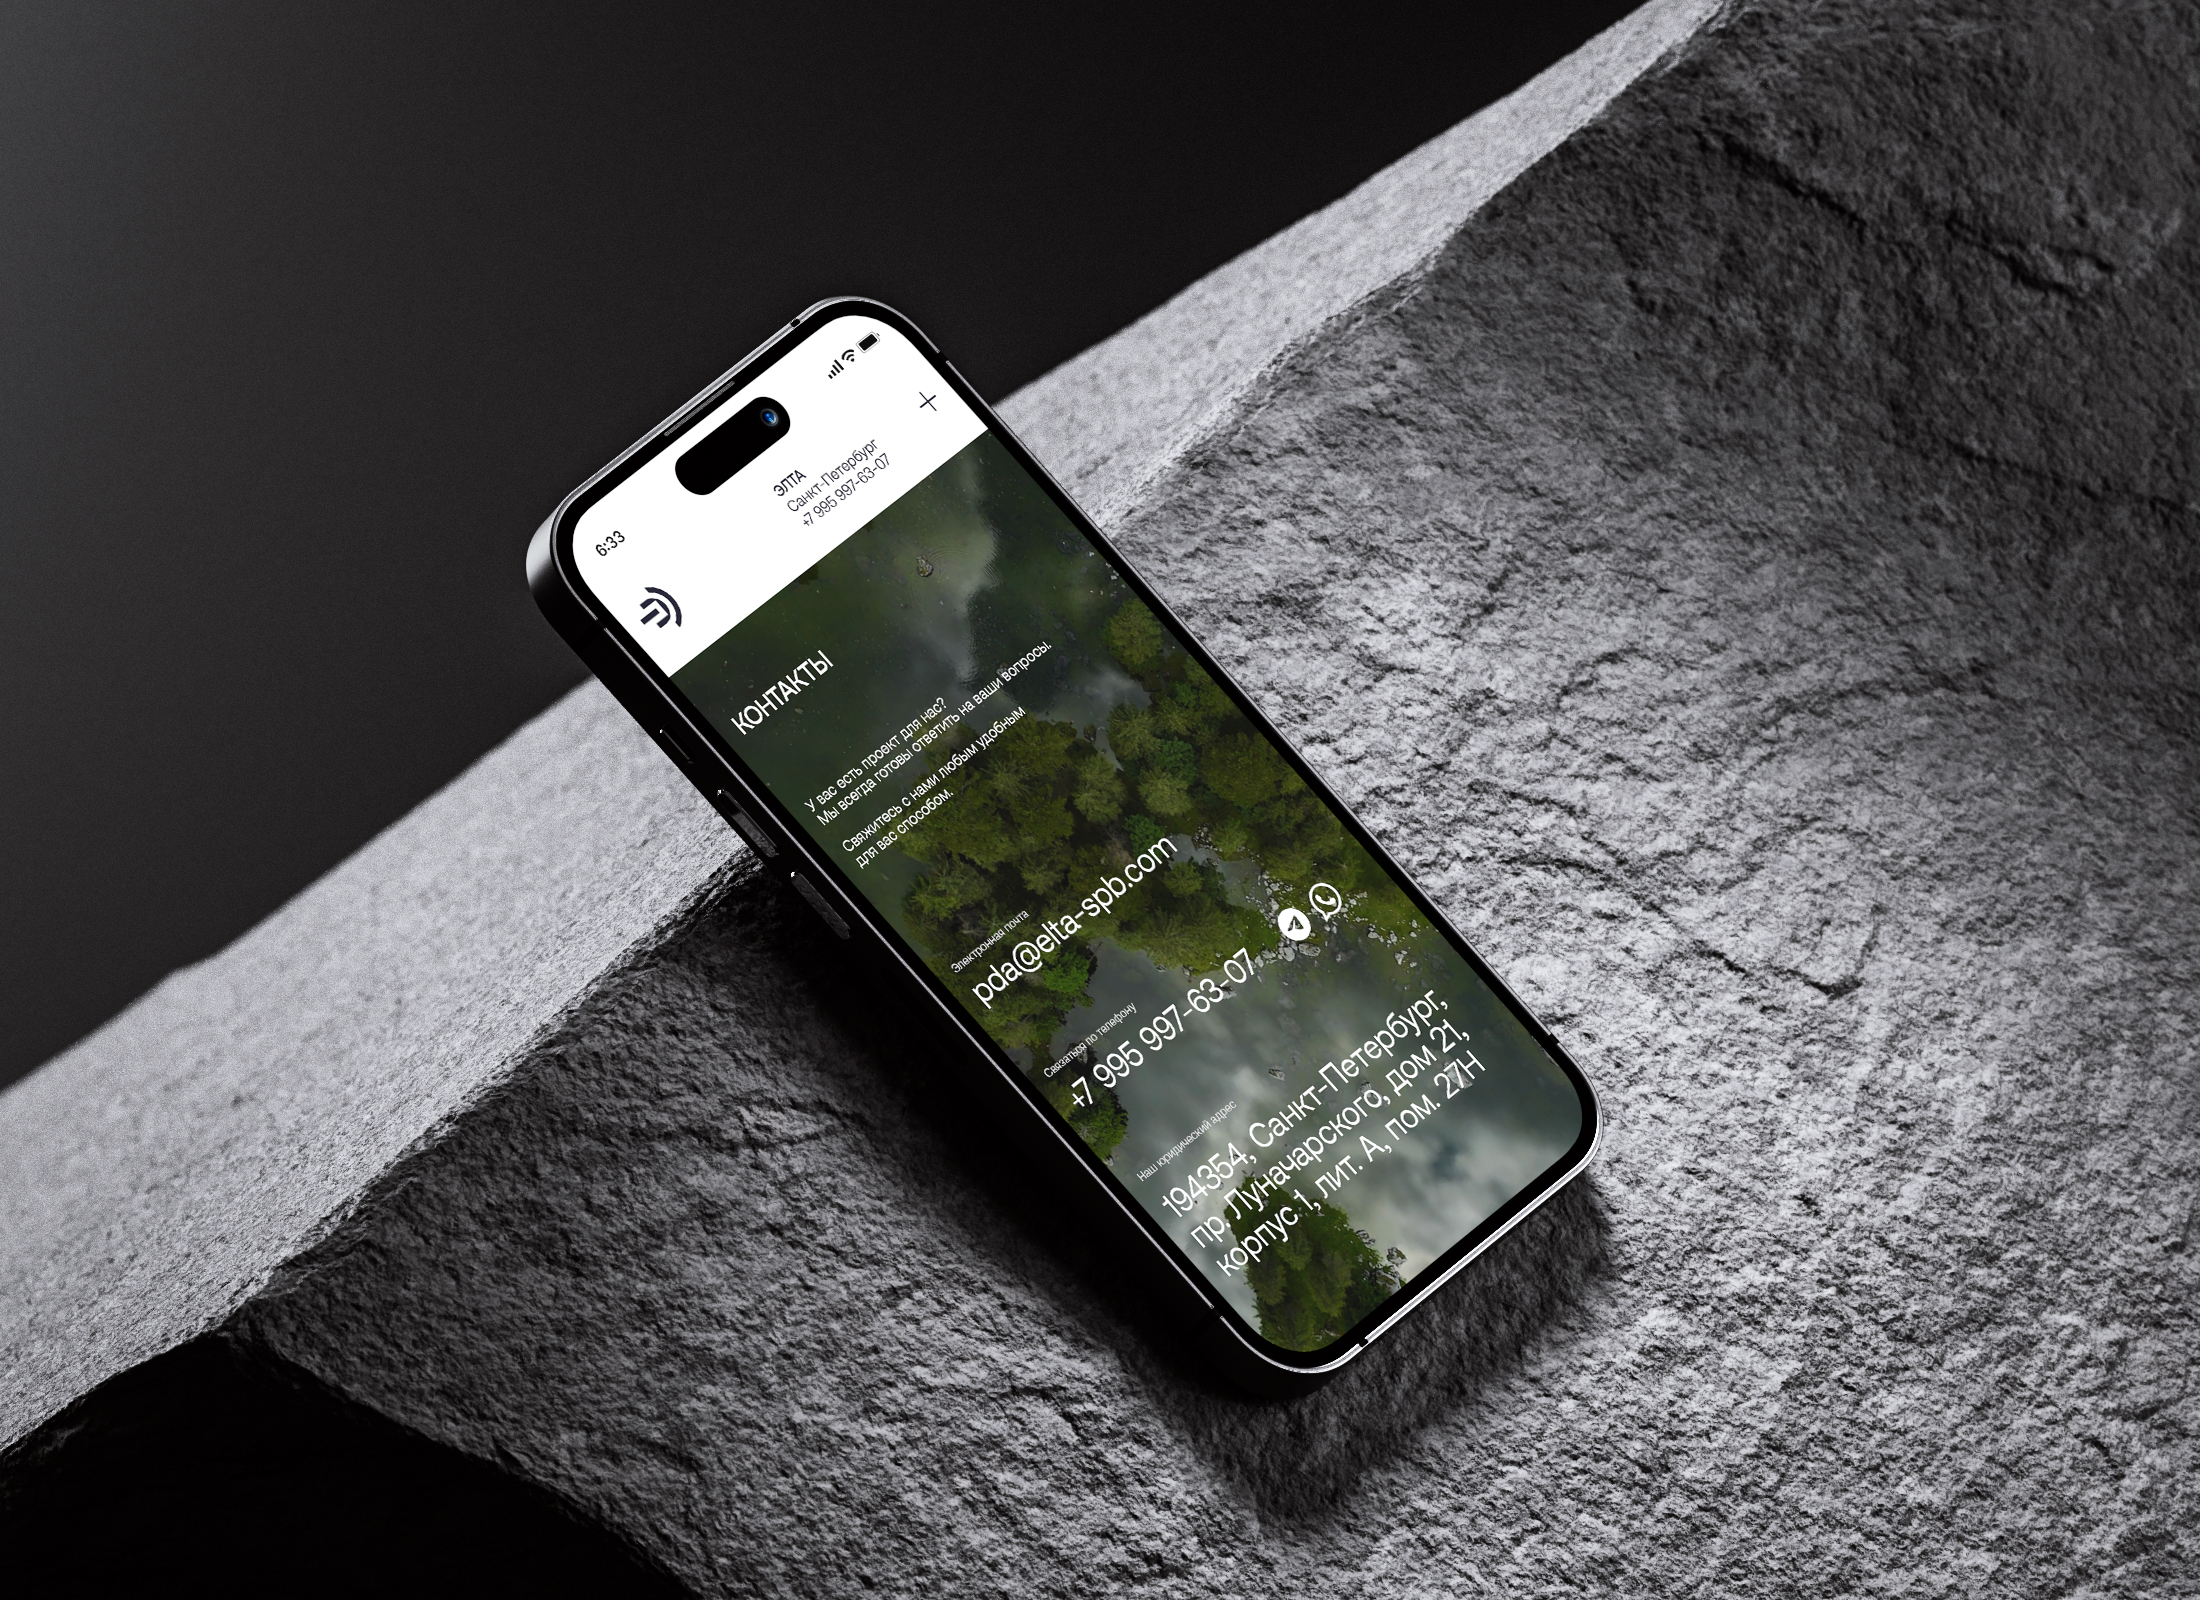 6:33
ЭЛТА
Санкт-Петербург
+7 995 997-63-07
КОНТАКТЫ
У вас есть проект для нас?
Мы всегда готовы ответить на ваши вопросы.
Свяжитесь с нами любым удобным
для вас способом.
Электронная почта
pda@elta-spb.com
Связаться по телефону
+7 995 997-63-07
Наш юридический адрес
194354, Санкт-Петербург,
пр. Луначарского, дом 21,
корпус 1, лит. А, пом. 27Н